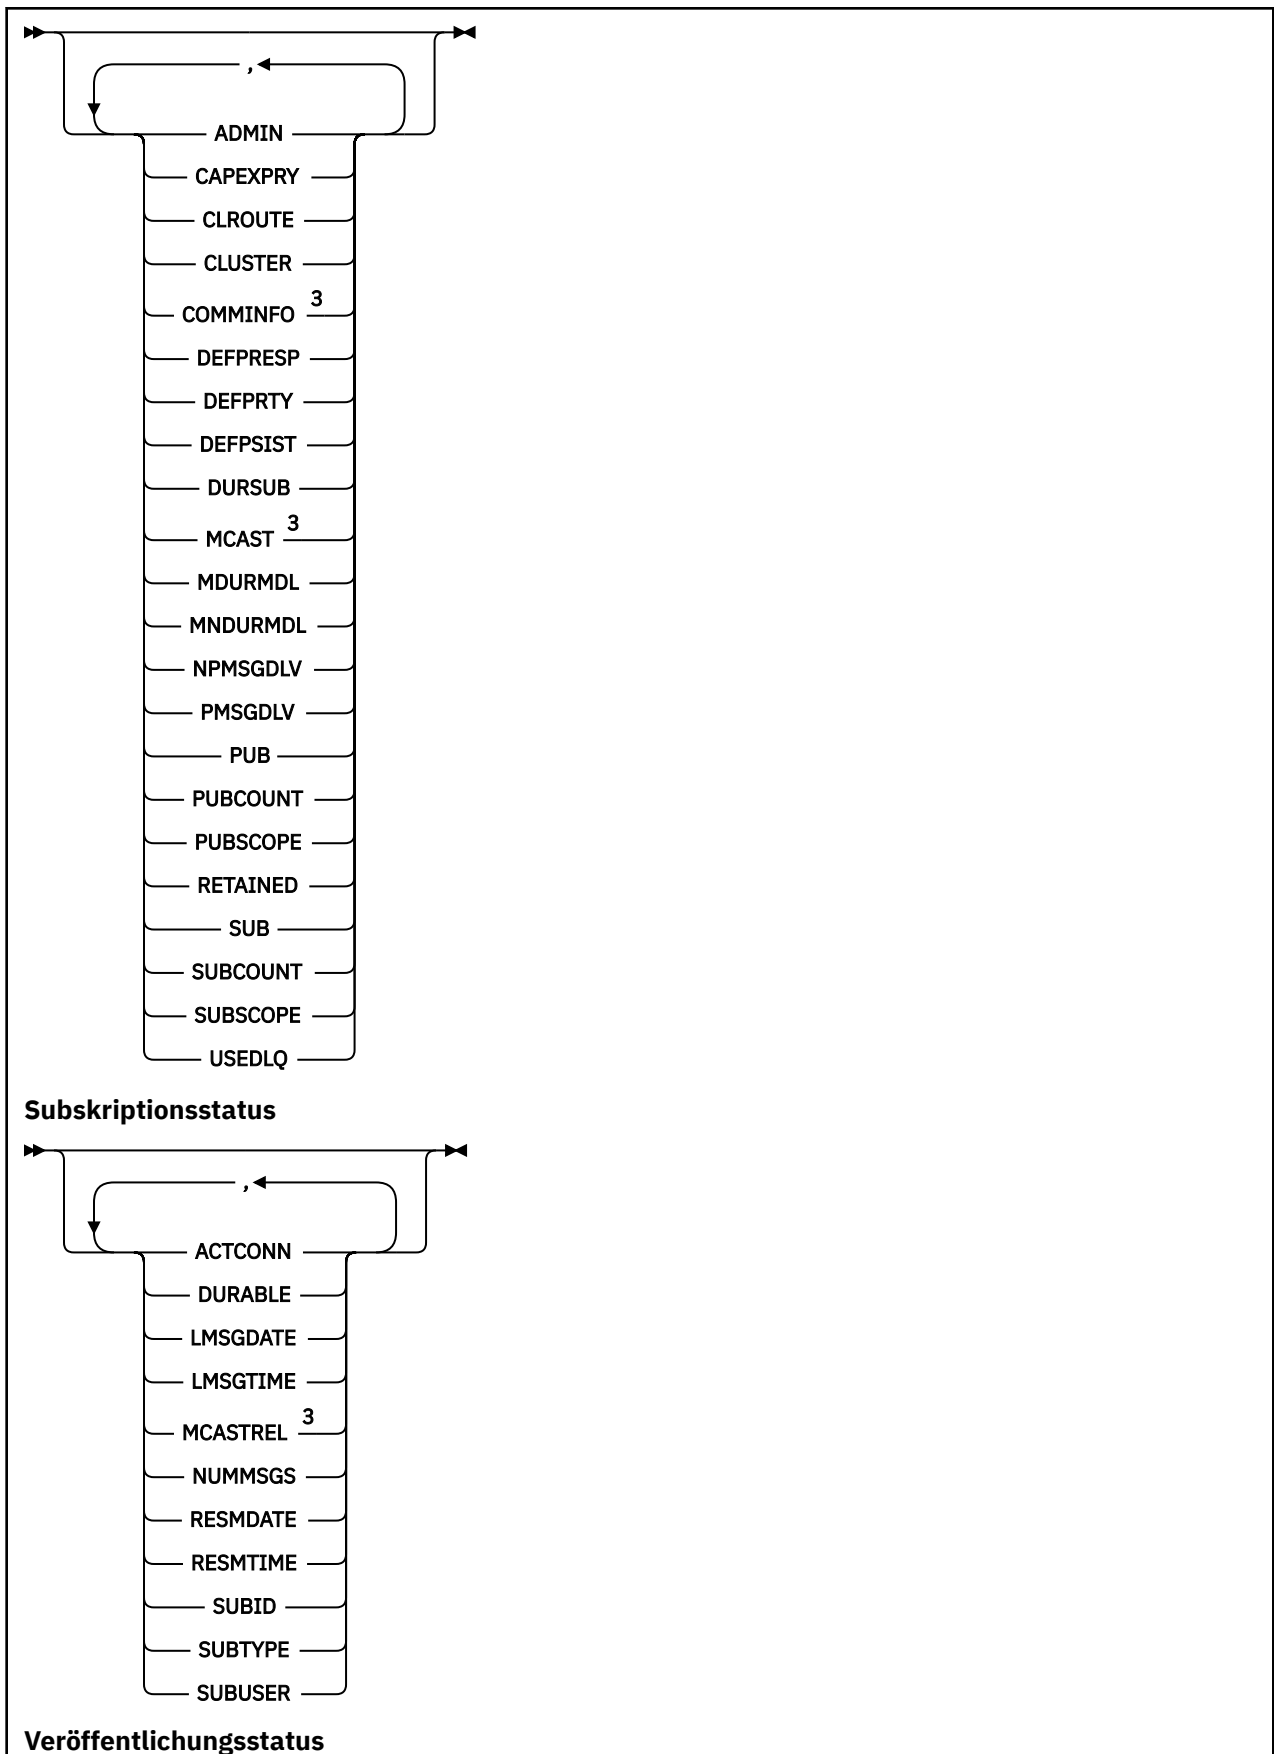 ,
ADMIN
CAPEXPRY
CLROUTE
CLUSTER
COMMINFO 3
DEFPRESP
DEFPRTY
DEFPSIST
DURSUB
MCAST 3
MDURMDL
MNDURMDL
NPMSGDLV
PMSGDLV
PUB
PUBCOUNT
PUBSCOPE
RETAINED
SUB
SUBCOUNT
SUBSCOPE
USEDLQ
Subskriptionsstatus
,
ACTCONN
DURABLE
LMSGDATE
LMSGTIME
MCASTREL 3
NUMMSGS
RESMDATE
RESMTIME
SUBID
SUBTYPE
SUBUSER
Veröffentlichungsstatus